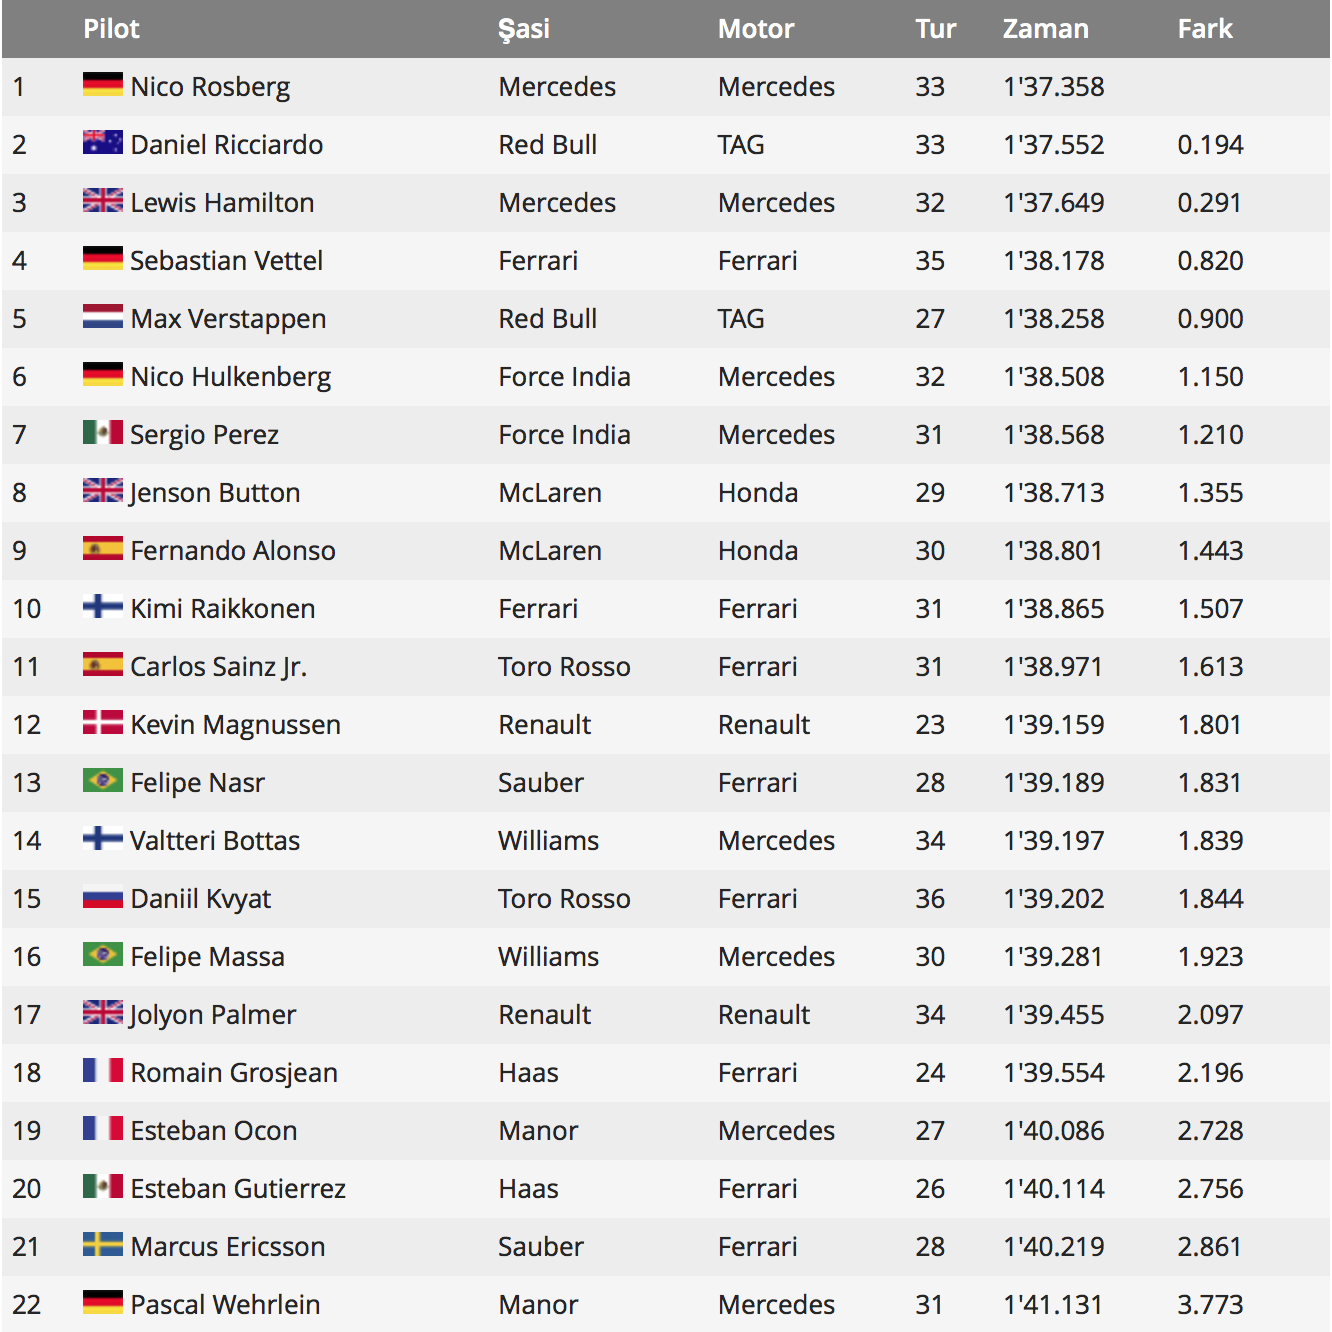 Pilot Şasi Motor Tur Zaman Fark
1 Nico Rosberg Mercedes Mercedes 33 1'37.358
2 Daniel Ricciardo Red Bull TAG 33 1'37.552 0.194
3 Lewis Hamilton Mercedes Mercedes 32 1'37.649 0.291
4 Sebastian Vettel Ferrari Ferrari 35 1'38.178 0.820
5 Max Verstappen Red Bull TAG 27 1'38.258 0.900
6 Nico Hulkenberg Force India Mercedes 32 1'38.508 1.150
7 Sergio Perez Force India Mercedes 31 1'38.568 1.210
8 Jenson Button McLaren Honda 29 1'38.713 1.355
9 Fernando Alonso McLaren Honda 30 1'38.801 1.443
10 Kimi Raikkonen Ferrari Ferrari 31 1'38.865 1.507
11 Carlos Sainz Jr. Toro Rosso Ferrari 31 1'38.971 1.613
12 Kevin Magnussen Renault Renault 23 1'39.159 1.801
13 Felipe Nasr Sauber Ferrari 28 1'39.189 1.831
14 Valtteri Bottas Williams Mercedes 34 1'39.197 1.839
15 Daniil Kvyat Toro Rosso Ferrari 36 1'39.202 1.844
16 Felipe Massa Williams Mercedes 30 1'39.281 1.923
17 Jolyon Palmer Renault Renault 34 1'39.455 2.097
18 Romain Grosjean Haas Ferrari 24 1'39.554 2.196
19 Esteban Ocon Manor Mercedes 27 1'40.086 2.728
20 Esteban Gutierrez Haas Ferrari 26 1'40.114 2.756
21 Marcus Ericsson Sauber Ferrari 28 1'40.219 2.861
22 Pascal Wehrlein Manor Mercedes 31 1'41.131 3.773